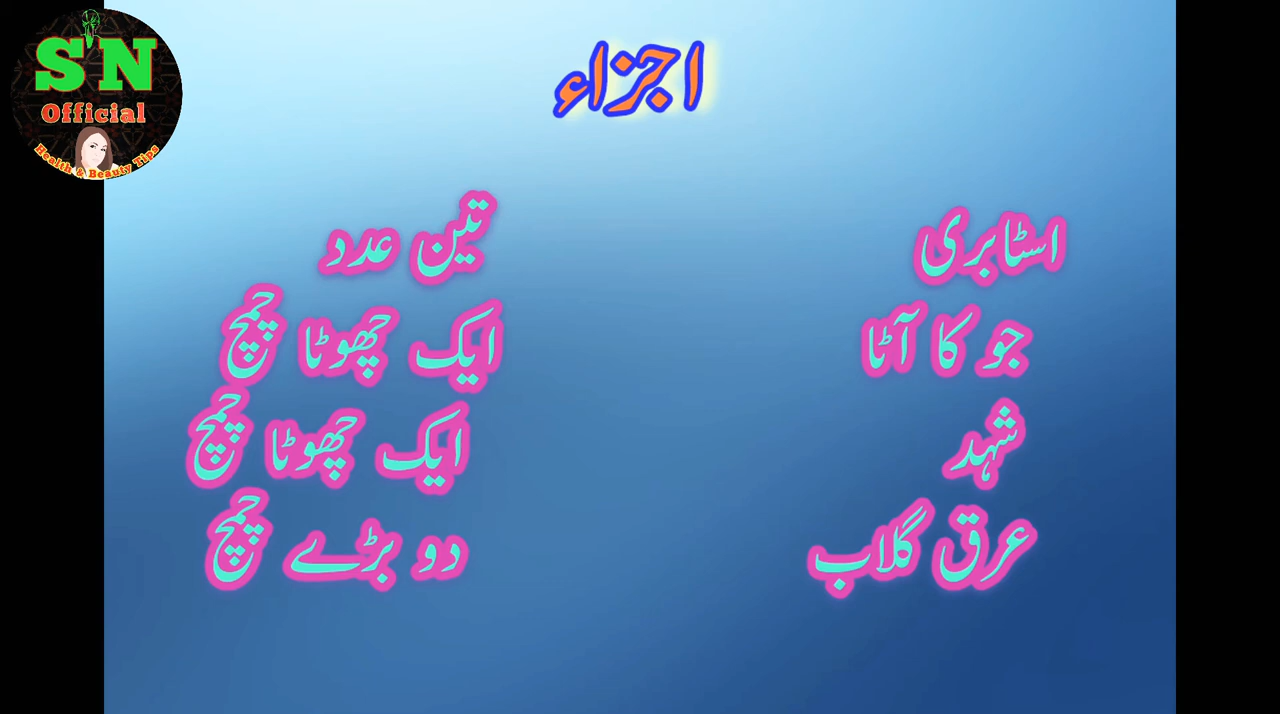 S'N
Official
Health & Beauty Tips
اجزاء
اسٹابری تین عدد
جو کا آٹا ایک چھوٹا چمچ
شہد ایک چھوٹا چمچ
عرق گلاب دو بڑے چمچ